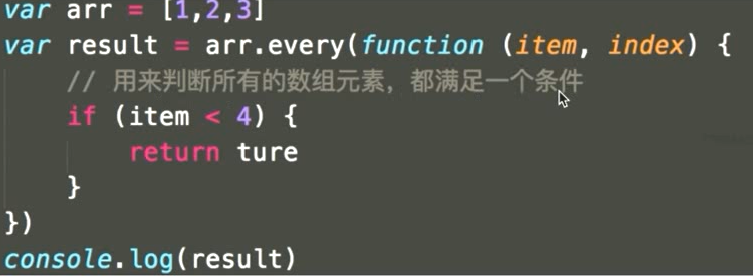 var arr = [1,2,3]
var result = arr.every(function (item, index) {
// 用来判断所有的数组元素，都满足一个条件
if (item < 4) {
return ture
}
})
console.log(result)